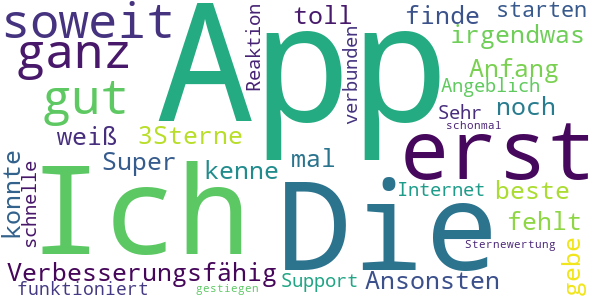 soweit
App
Reaktion
toll
verbunden
finde
starten
irgendwas
ganz
gut
Anfang
Angeblich
noch
Sehr
schonmal
weiß
3Sterne
erst
Super
kenne
mal
Ich
Die
Internet
beste
konnte
schnelle
fehlt
Sternewertung
gebe
Verbesserungsfähig
Support
Ansonsten
funktioniert
gestiegen